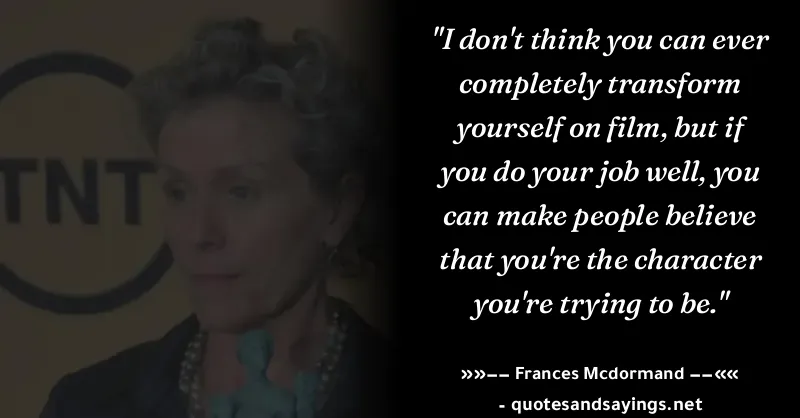 TNT
"I don't think you can ever
completely transform
yourself on film, but if
you do your job well, you
can make people believe
that you're the character
you're trying to be."
»»–– Frances Mcdormand ––««
- quotesandsayings.net